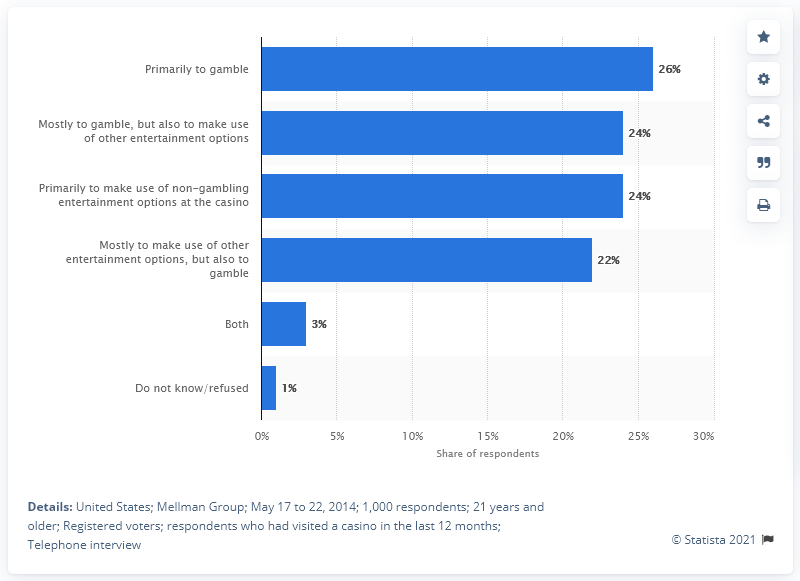 Primarily to gamble
26%
Mostly to gamble, but also to make use
of other entertainment options
24%
Primarily to make use of non-gambling
entertainment options at the casino
24%
Mostly to make use of other
entertainment options, but also to
gamble
22%
Both
3%
Do not know/refused
1%
0% 5% 10% 15% 20% 25% 30%
Share of respondents
Details: United States; Mellman Group; May 17 to 22, 2014; 1,000 respondents; 21 years and
older; Registered voters; respondents who had visited a casino in the last 12 months;
Telephone interview
© Statista 2021